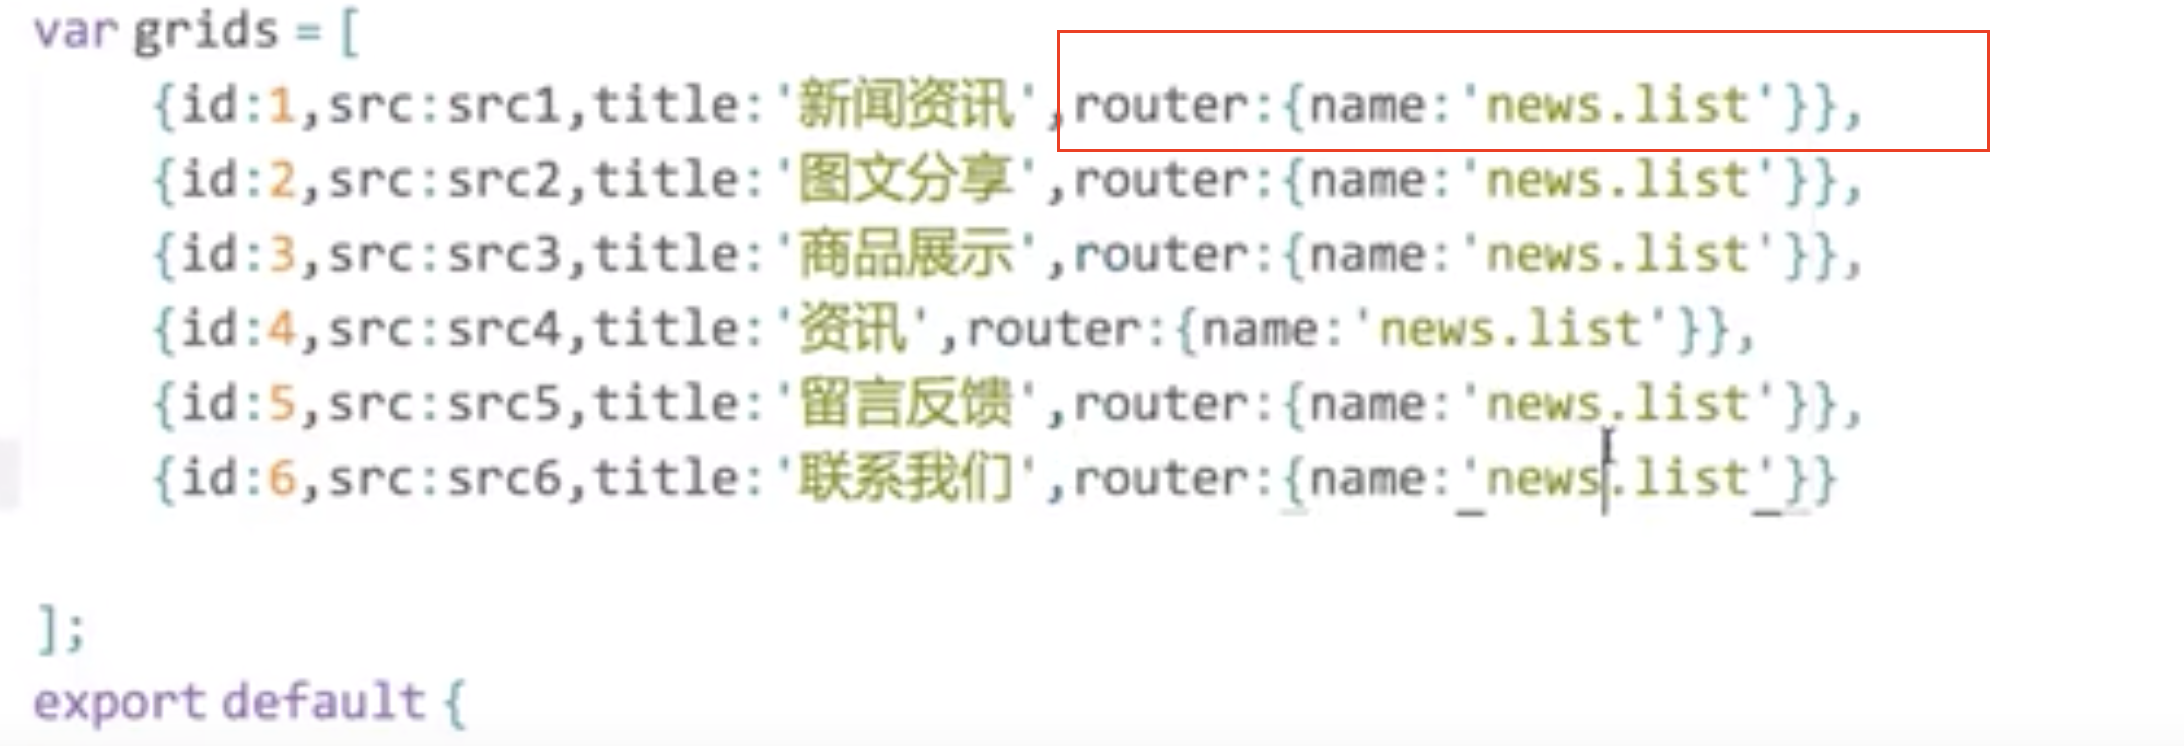 var grids = [
{id:1,src:src1,title:'新闻资讯',router:{name:'news.list'}},
{id:2,src:src2,title:'图文分享',router:{name:'news.list'}},
{id:3,src:src3,title:'商品展示',router:{name:'news.list'}},
{id:4,src:src4,title:'资讯',router:{name:'news.list'}},
{id:5,src:src5,title:'留言反馈',router:{name:'news.list'}},
{id:6,src:src6,title:'联系我们',router:{name:'news.list'}}
];
export default {